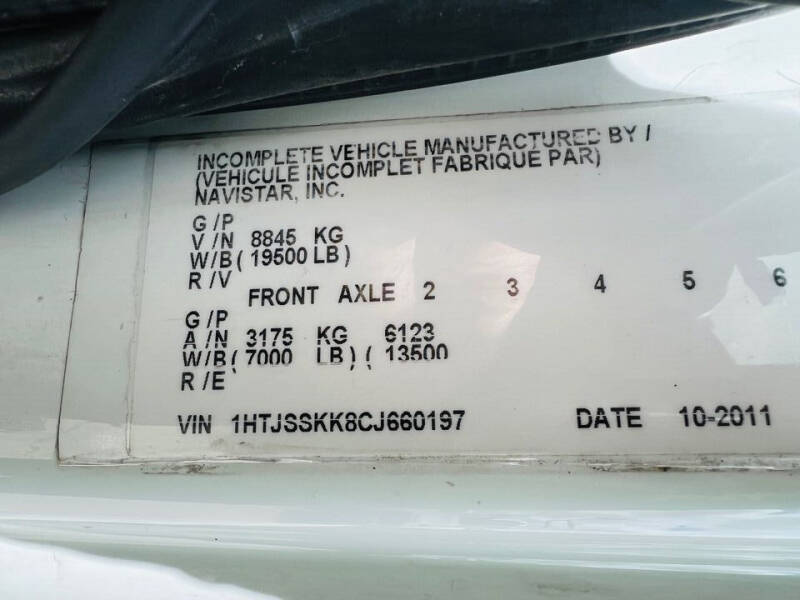 INCOMPLETE VEHICLE MANUFACTURED BY /
(VEHICULE INCOMPLET FABRIQUE PAR)
NAVISTAR, INC.
G /P
V /N 8845 KG
W/B ( 19500 LB )
R /V
FRONT AXLE 2 3 4 5 6
G /P
A /N 3175 KG 6123
W/B ( 7000 LB ) ( 13500
R /E
VIN 1HTJSSKK8CJ660197 DATE 10-2011